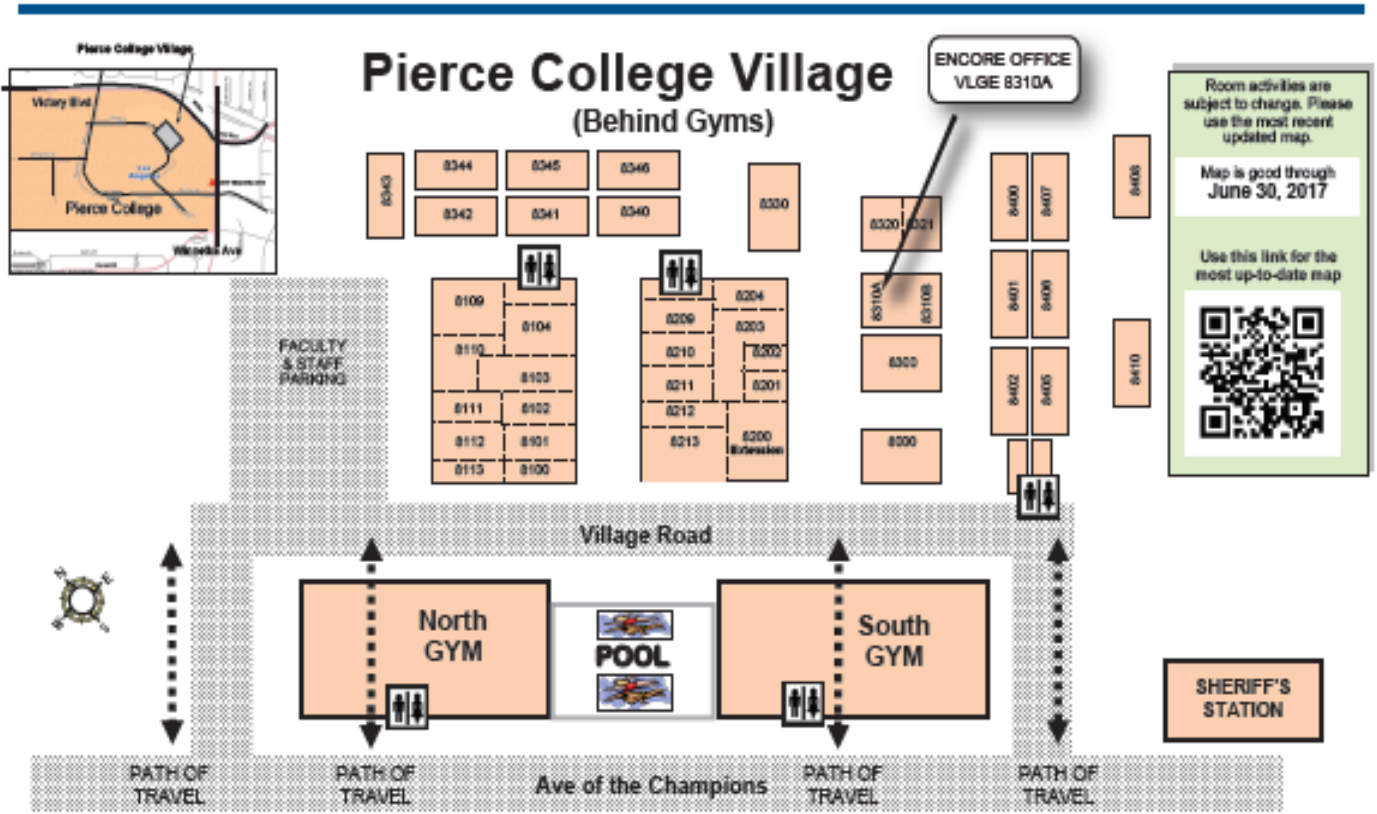 Pierce College Village
Victory Blvd
Pierce College
Winnetka Ave
Pierce College Village
(Behind Gyms)
ENCORE OFFICE
VLGE 8310A
Room activities are
subject to change. Please
use the most recent
updated map.
Map is good through
June 30, 2017
Use this link for the
most up-to-date map
8343
8344
8345
8346
8342
8341
8340
8330
8320
8321
8400
8407
8408
8109
8104
8110
8103
8111
8102
8112
8101
8113
8100
8204
8209
8203
8210
8202
8211
8201
8212
8213
8200
Extension
8310A
8310B
8300
8000
8401
8406
8402
8405
8410
FACULTY
& STAFF
PARKING
Village Road
North
GYM
POOL
South
GYM
SHERIFF'S
STATION
PATH OF
TRAVEL
PATH OF
TRAVEL
Ave of the Champions
PATH OF
TRAVEL
PATH OF
TRAVEL